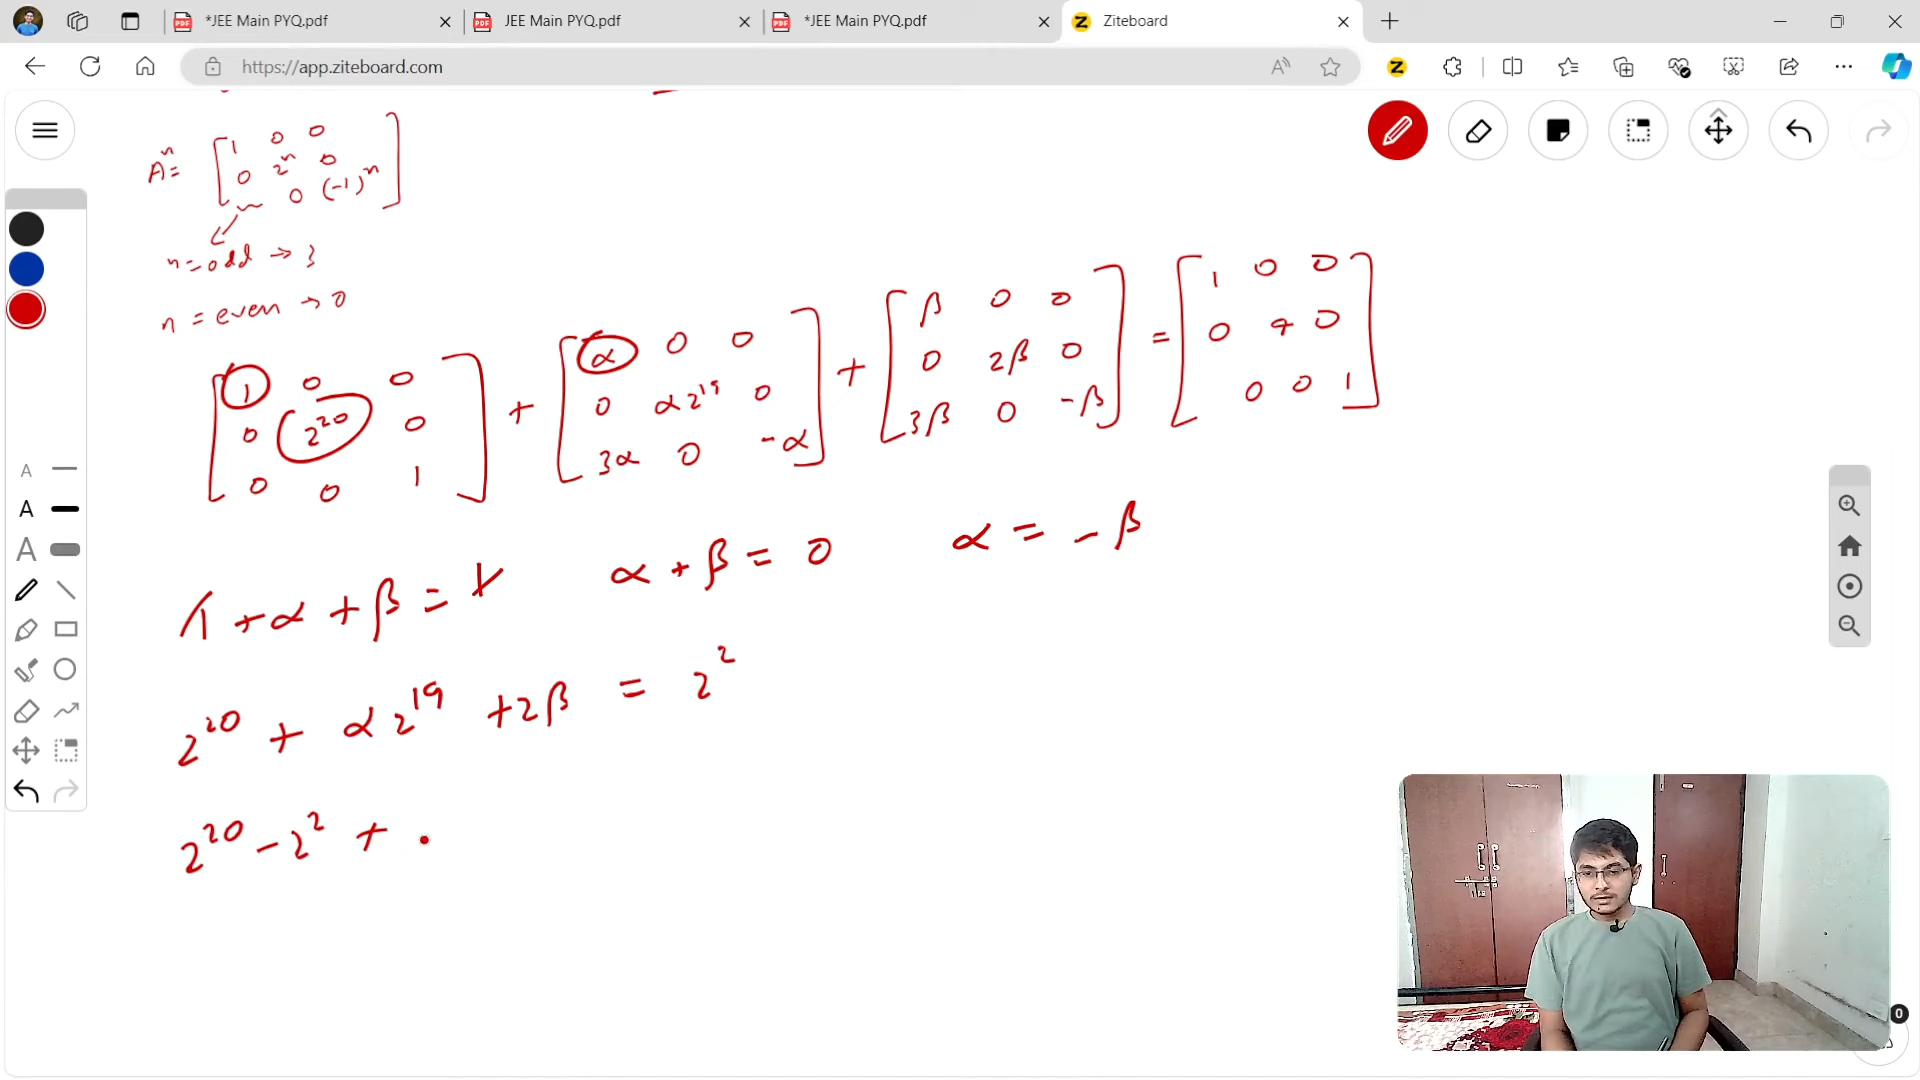 *JEE Main PYQ.pdf
JEE Main PYQ.pdf
*JEE Main PYQ.pdf
Ziteboard
https://app.ziteboard.com
Aⁿ =
1 0 0
0 2ⁿ 0
0 (-1)ⁿ
n = odd → 3
n = even → 0
1 0 0
0 2²⁰ 0
0 0 1
+
α 0 0
0 α2¹⁹ 0
3α 0 -α
+
β 0 0
0 2β 0
3β 0 -β
=
1 0 0
0 4 0
0 0 1
1 + α + β = 1 α + β = 0 α = - β
2²⁰ + α 2¹⁹ + 2β = 2²
2²⁰ - 2² +
A
A
A
0